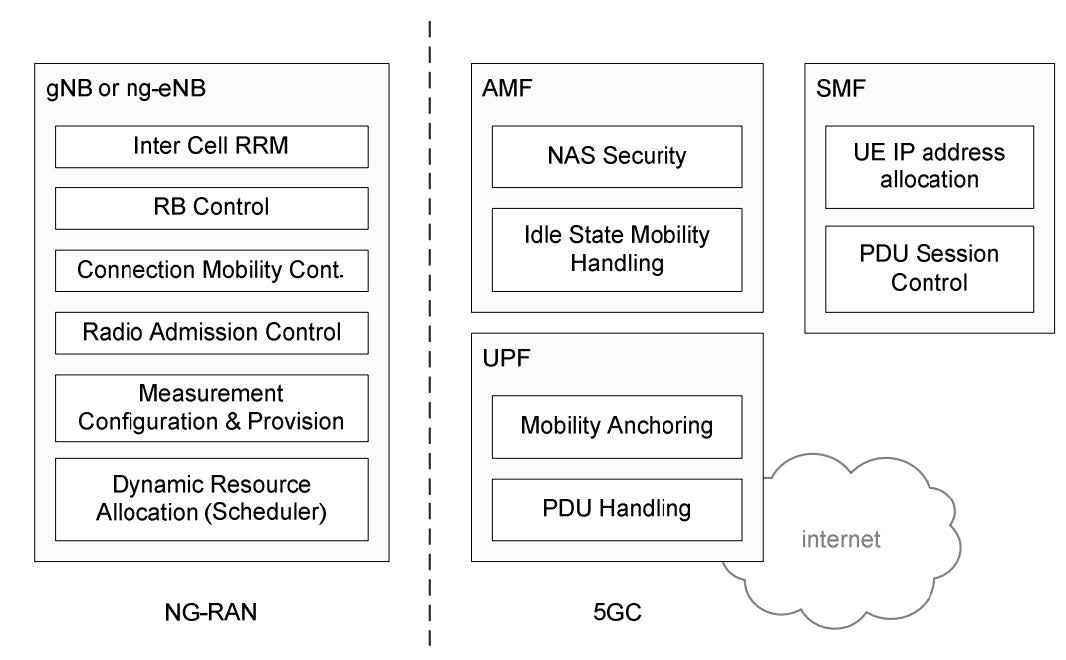 gNB or ng-eNB
Inter Cell RRM
RB Control
Connection Mobility Cont.
Radio Admission Control
Measurement
Configuration & Provision
Dynamic Resource
Allocation (Scheduler)
NG-RAN
AMF
NAS Security
Idle State Mobility
Handling
UPF
Mobility Anchoring
PDU Handling
5GC
SMF
UE IP address
allocation
PDU Session
Control
internet